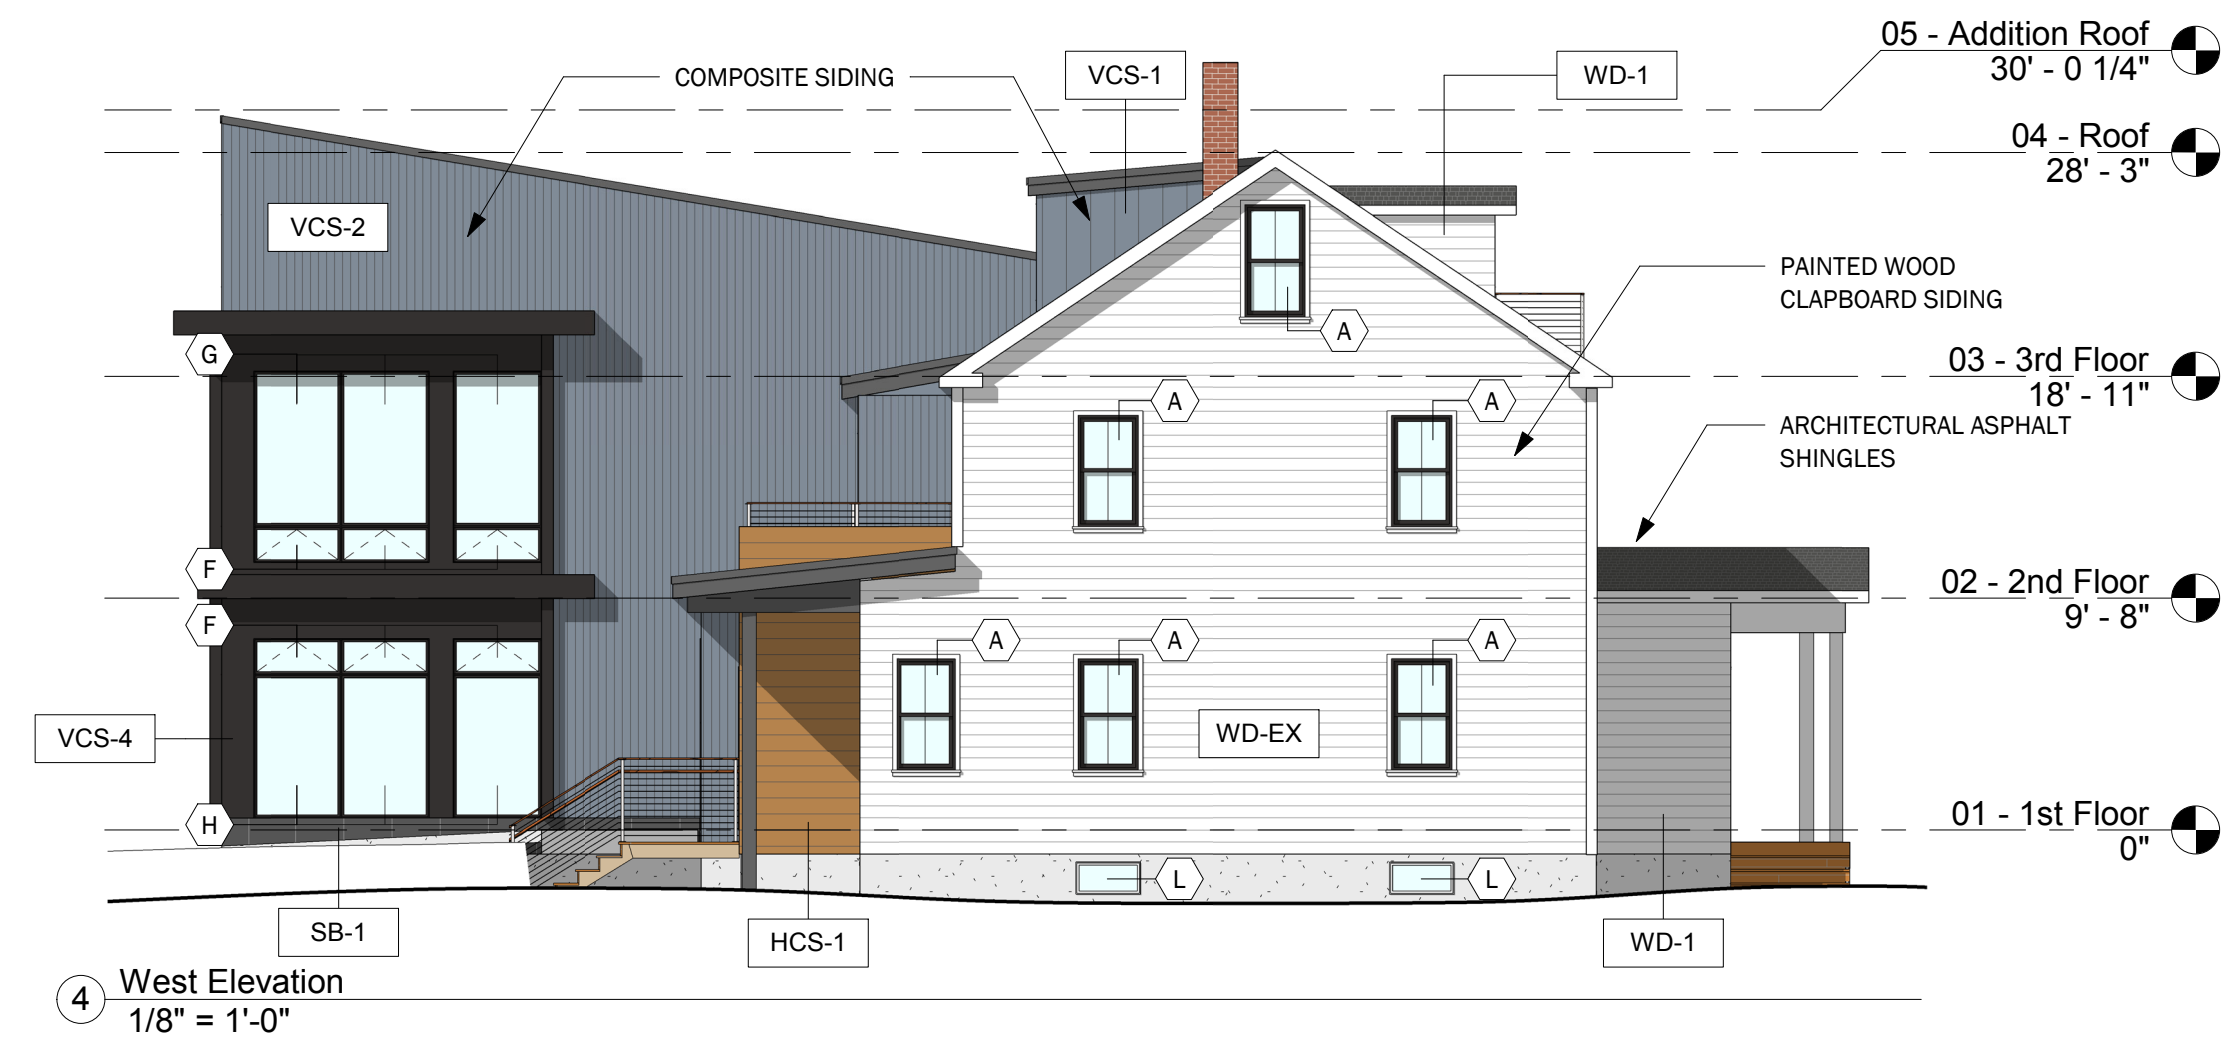 05 - Addition Roof
30' - 0 1/4"
COMPOSITE SIDING
VCS-1
WD-1
04 - Roof
28' - 3"
VCS-2
PAINTED WOOD
CLAPBOARD SIDING
A
G
03 - 3rd Floor
18' - 11"
A
A
ARCHITECTURAL ASPHALT
SHINGLES
F
02 - 2nd Floor
9' - 8"
F
A
A
A
VCS-4
WD-EX
H
01 - 1st Floor
0"
L
L
SB-1
HCS-1
WD-1
4
West Elevation
1/8" = 1'-0"